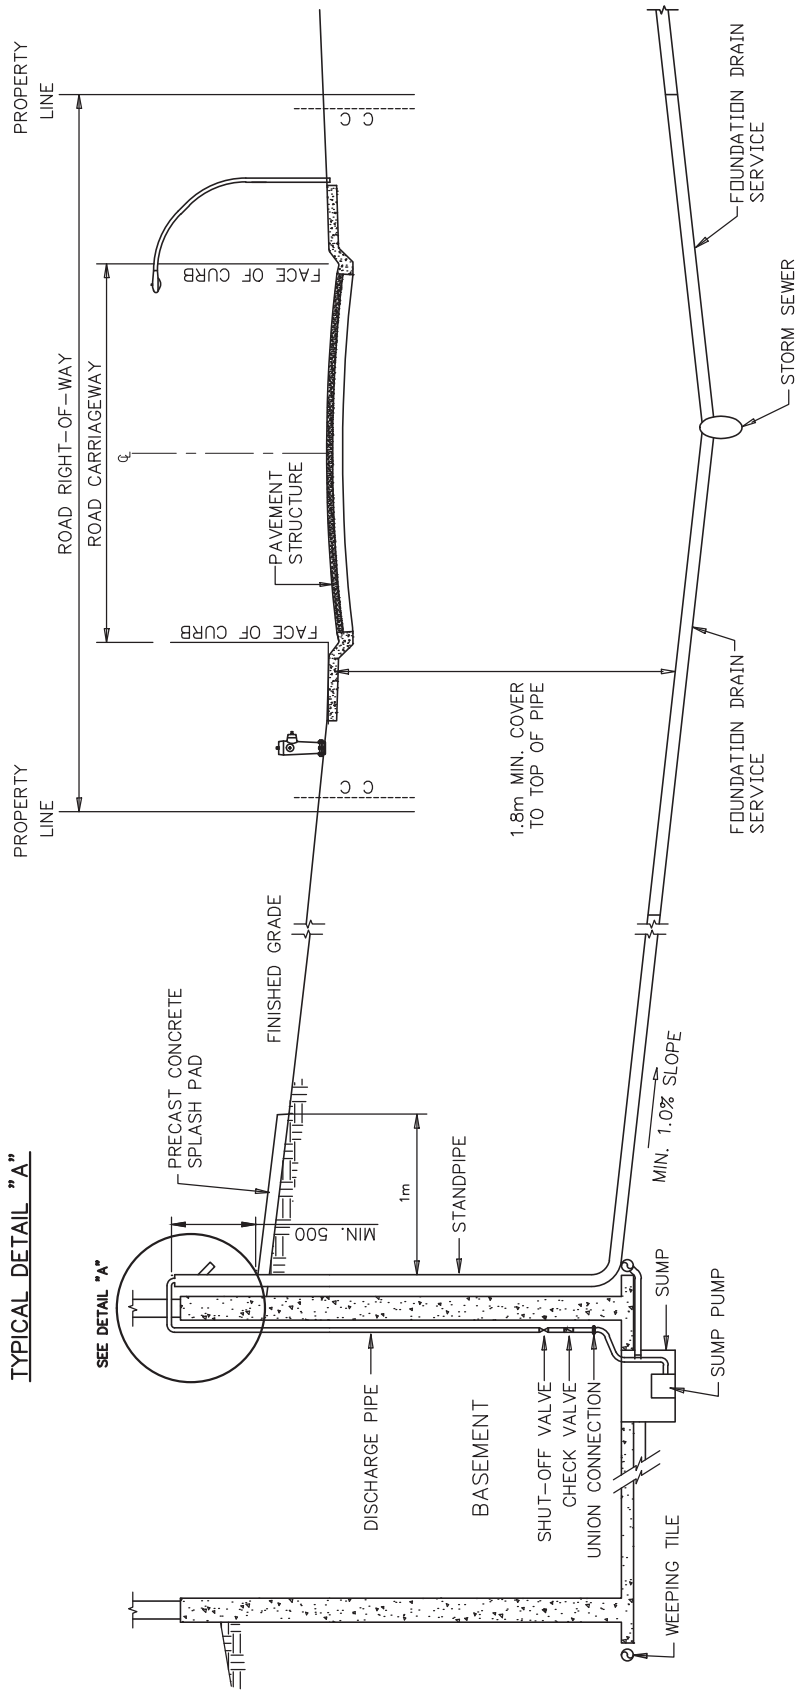 TYPICAL DETAIL "A"
SEE DETAIL "A"
PROPERTY
LINE
PROPERTY
LINE
ROAD RIGHT-OF-WAY
ROAD CARRIAGEWAY
℄
FACE OF CURB
FACE OF CURB
PAVEMENT
STRUCTURE
C C
C C
PRECAST CONCRETE
SPLASH PAD
FINISHED GRADE
MIN. 500
1m
STANDPIPE
1.8m MIN. COVER
TO TOP OF PIPE
DISCHARGE PIPE
BASEMENT
SHUT-OFF VALVE
CHECK VALVE
UNION CONNECTION
MIN. 1.0% SLOPE
SUMP
SUMP PUMP
WEEPING TILE
FOUNDATION DRAIN
SERVICE
STORM SEWER
FOUNDATION DRAIN
SERVICE